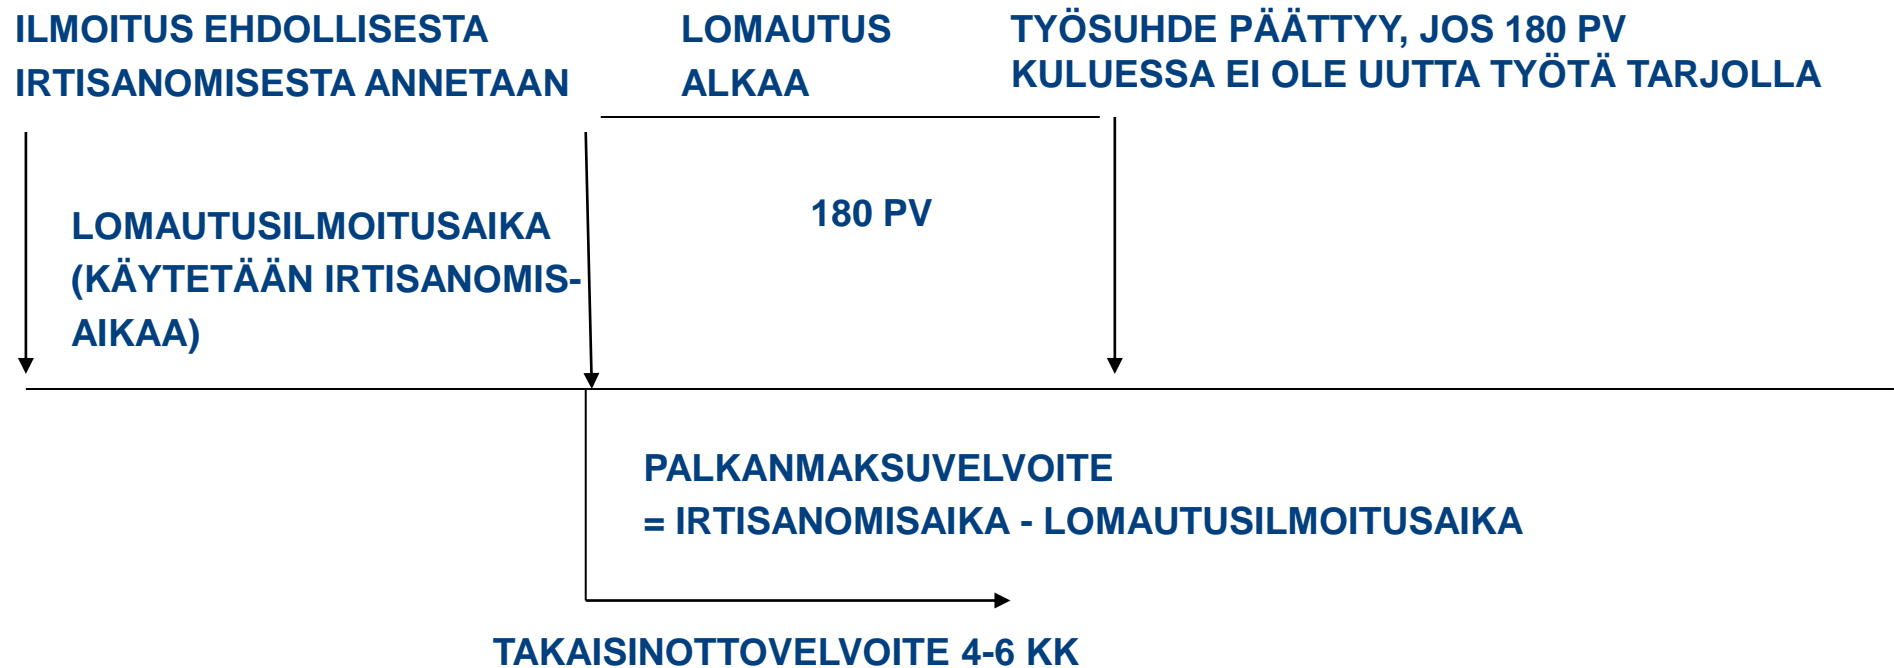 ILMOITUS EHDOLLISESTA
IRTISANOMISESTA ANNETAAN
LOMAUTUS
ALKAA
TYÖSUHDE PÄÄTTYY, JOS 180 PV
KULUESSA EI OLE UUTTA TYÖTÄ TARJOLLA
LOMAUTUSILMOITUSAIKA
(KÄYTETÄÄN IRTISANOMIS-
AIKAA)
180 PV
PALKANMAKSUVELVOITE
= IRTISANOMISAIKA - LOMAUTUSILMOITUSAIKA
TAKAISINOTTOVELVOITE 4-6 KK